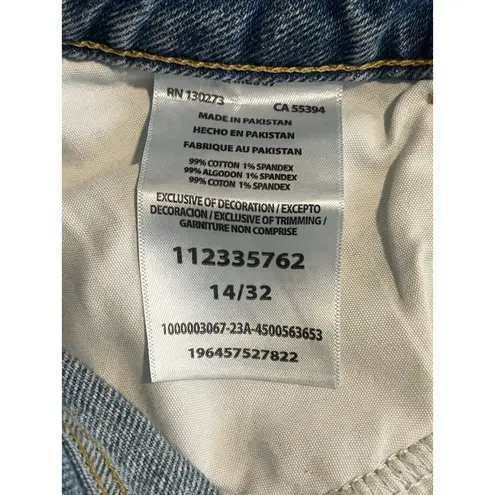 RN 130273 CA 55394
MADE IN PAKISTAN
HECHO EN PAKISTAN
FABRIQUE AU PAKISTAN
99% COTTON 1% SPANDEX
99% ALGODON 1% SPANDEX
99% COTON 1% SPANDEX
EXCLUSIVE OF DECORATION / EXCEPTO
DECORACION / EXCLUSIVE OF TRIMMING /
GARNITURE NON COMPRISE
112335762
14/32
1000003067-23A-4500563653
196457527822